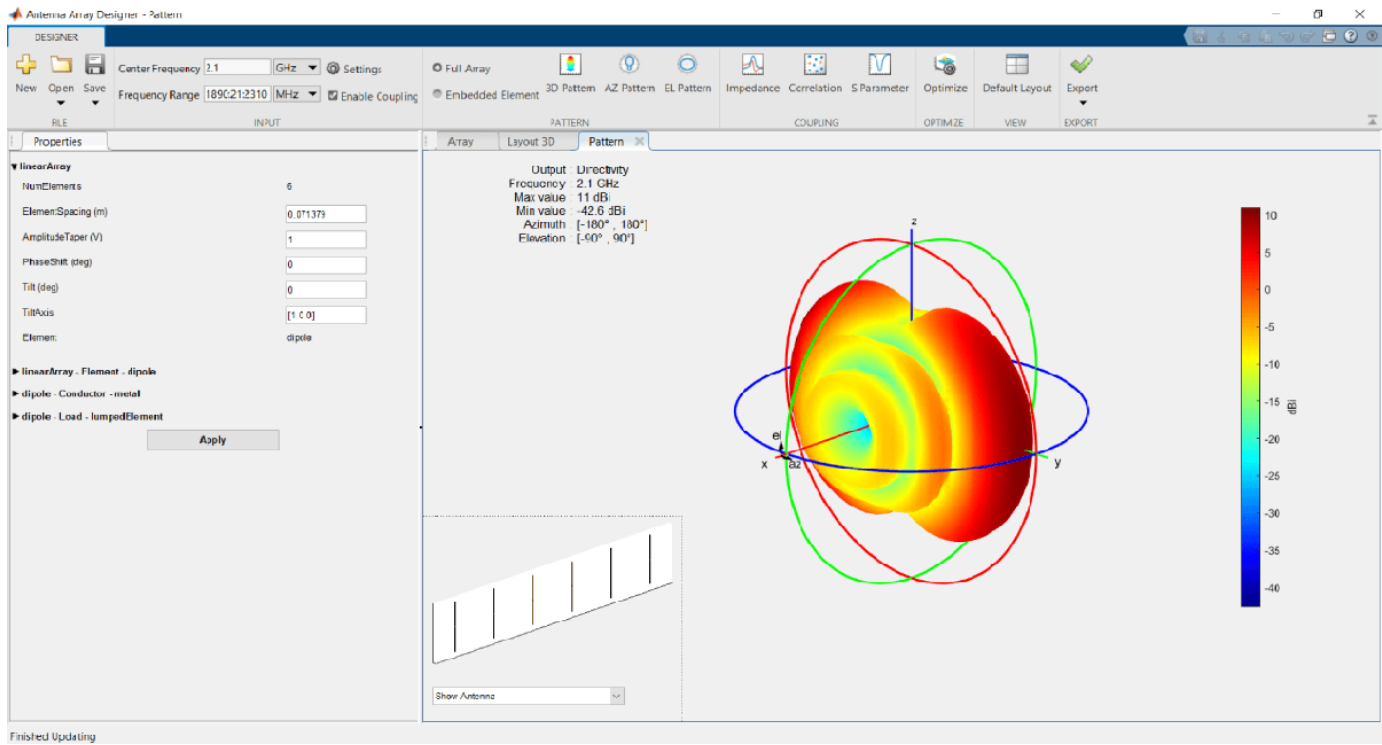 Antenna Array Designer - Pattern
DESIGNER
New
Open
Save
FILE
Center Frequency 2.1 GHz Settings
Frequency Range 1890:21:2310 MHz Enable Coupling
INPUT
Full Array
Embedded Element
3D Pattern
AZ Pattern
EL Pattern
PATTERN
Impedance
Correlation
S Parameter
COUPLING
Optimize
OPTIMIZE
Default Layout
VIEW
Export
EXPORT
Properties
linearArray
NumElements 6
ElementSpacing (m) 0.071379
AmplitudeTaper (V) 1
PhaseShift (deg) 0
Tilt (deg) 0
TiltAxis [1 0 0]
Element dipole
linearArray - Element - dipole
dipole - Conductor - metal
dipole - Load - lumpedElement
Apply
Array
Layout 3D
Pattern
Output : Directivity
Frequency : 2.1 GHz
Max value : 11 dBi
Min value : -42.6 dBi
Azimuth : [-180° , 180°]
Elevation : [-90° , 90°]
z
el
x
az
y
10
5
0
-5
-10
-15
-20
-25
-30
-35
-40
dBi
Show Antenna
Finished Updating